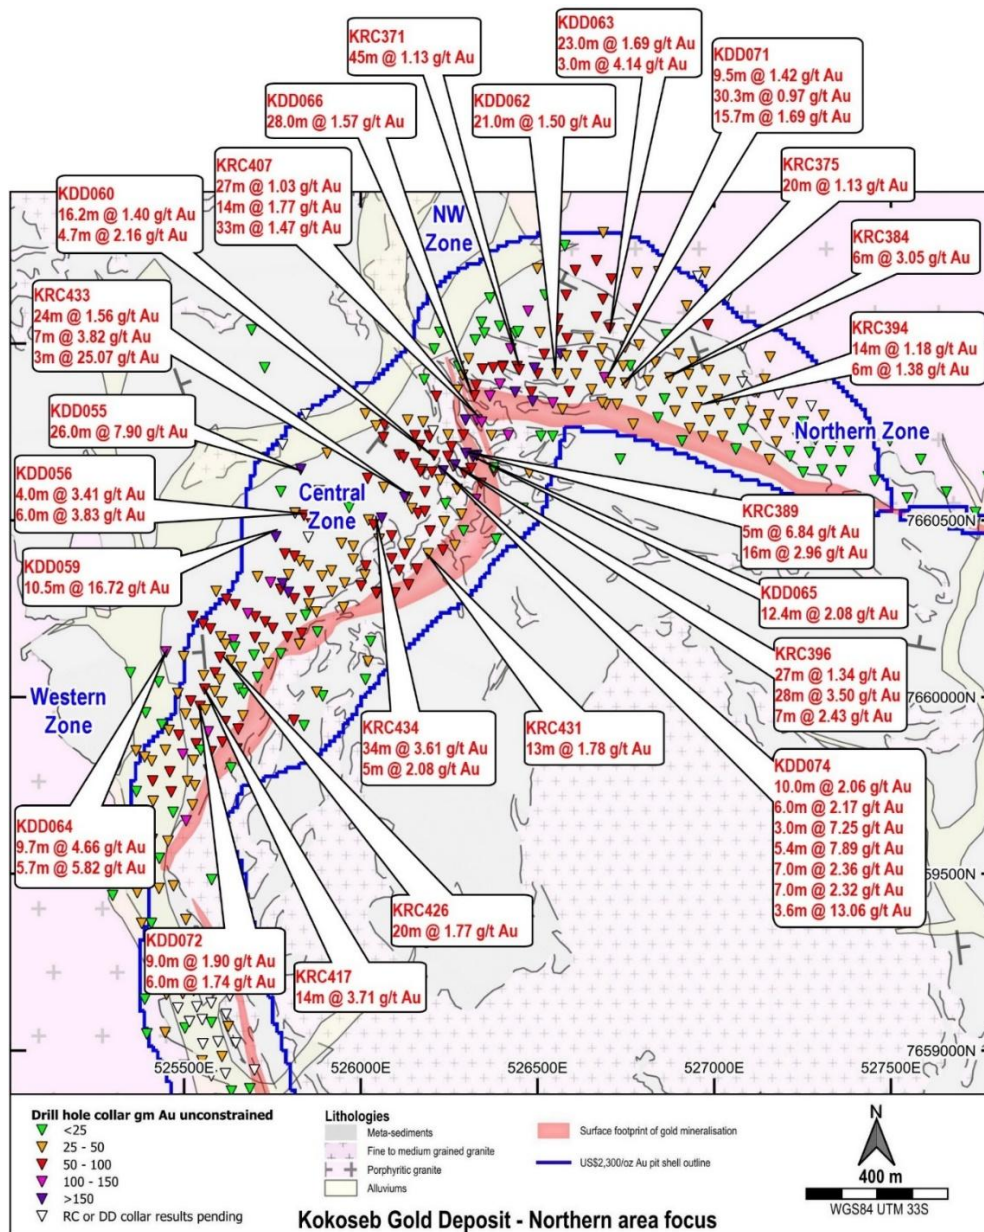 KRC371
45m @ 1.13 g/t Au
KDD063
23.0m @ 1.69 g/t Au
3.0m @ 4.14 g/t Au
KDD071
9.5m @ 1.42 g/t Au
30.3m @ 0.97 g/t Au
15.7m @ 1.69 g/t Au
KDD066
28.0m @ 1.57 g/t Au
KDD062
21.0m @ 1.50 g/t Au
KRC407
27m @ 1.03 g/t Au
14m @ 1.77 g/t Au
33m @ 1.47 g/t Au
KRC375
20m @ 1.13 g/t Au
KDD060
16.2m @ 1.40 g/t Au
4.7m @ 2.16 g/t Au
NW
Zone
KRC384
6m @ 3.05 g/t Au
KRC433
24m @ 1.56 g/t Au
7m @ 3.82 g/t Au
3m @ 25.07 g/t Au
KRC394
14m @ 1.18 g/t Au
6m @ 1.38 g/t Au
KDD055
26.0m @ 7.90 g/t Au
Northern Zone
KDD056
4.0m @ 3.41 g/t Au
6.0m @ 3.83 g/t Au
Central
Zone
KRC389
5m @ 6.84 g/t Au
16m @ 2.96 g/t Au
7660500N
KDD059
10.5m @ 16.72 g/t Au
KDD065
12.4m @ 2.08 g/t Au
KRC396
27m @ 1.34 g/t Au
28m @ 3.50 g/t Au
7m @ 2.43 g/t Au
Western
Zone
7660000N
KRC434
34m @ 3.61 g/t Au
5m @ 2.08 g/t Au
KRC431
13m @ 1.78 g/t Au
KDD074
10.0m @ 2.06 g/t Au
6.0m @ 2.17 g/t Au
3.0m @ 7.25 g/t Au
5.4m @ 7.89 g/t Au
7.0m @ 2.36 g/t Au
7.0m @ 2.32 g/t Au
3.6m @ 13.06 g/t Au
KDD064
9.7m @ 4.66 g/t Au
5.7m @ 5.82 g/t Au
59500N
KRC426
20m @ 1.77 g/t Au
KDD072
9.0m @ 1.90 g/t Au
6.0m @ 1.74 g/t Au
KRC417
14m @ 3.71 g/t Au
7659000N
525500E
526000E
526500E
527000E
527500E
Drill hole collar gm Au unconstrained
<25
25 - 50
50 - 100
100 - 150
>150
RC or DD collar results pending
Lithologies
Meta-sediments
Fine to medium grained granite
Porphyritic granite
Alluviums
Surface footprint of gold mineralisation
US$2,300/oz Au pit shell outline
N
400 m
WGS84 UTM 33S
Kokoseb Gold Deposit - Northern area focus